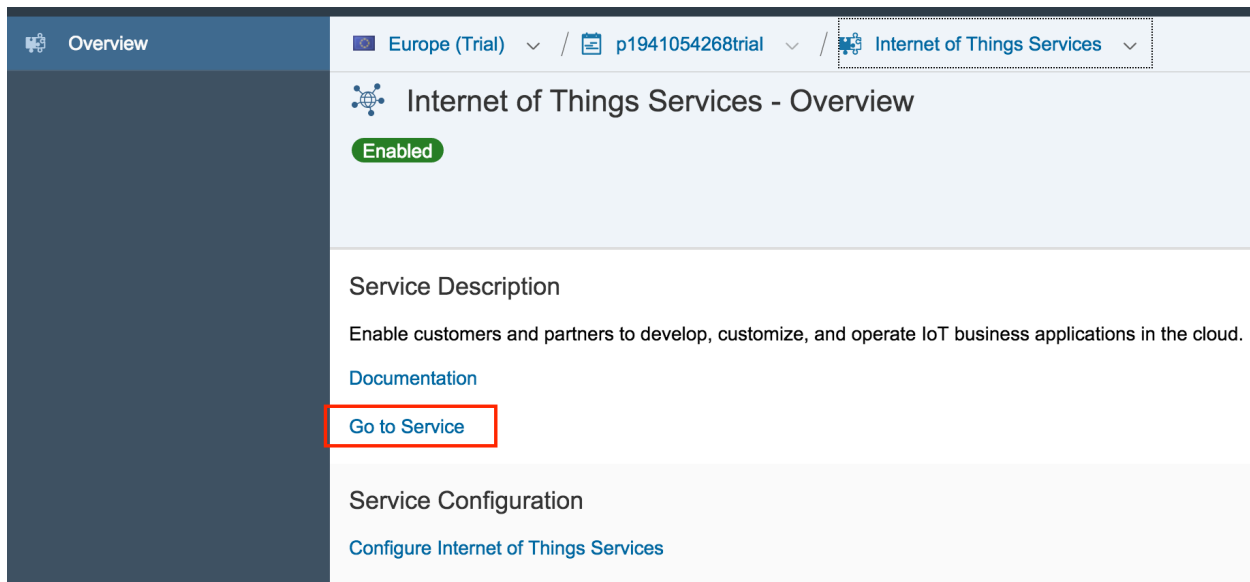 Overview
Europe (Trial) / p1941054268trial / Internet of Things Services
Internet of Things Services - Overview
Enabled
Service Description
Enable customers and partners to develop, customize, and operate IoT business applications in the cloud.
Documentation
Go to Service
Service Configuration
Configure Internet of Things Services